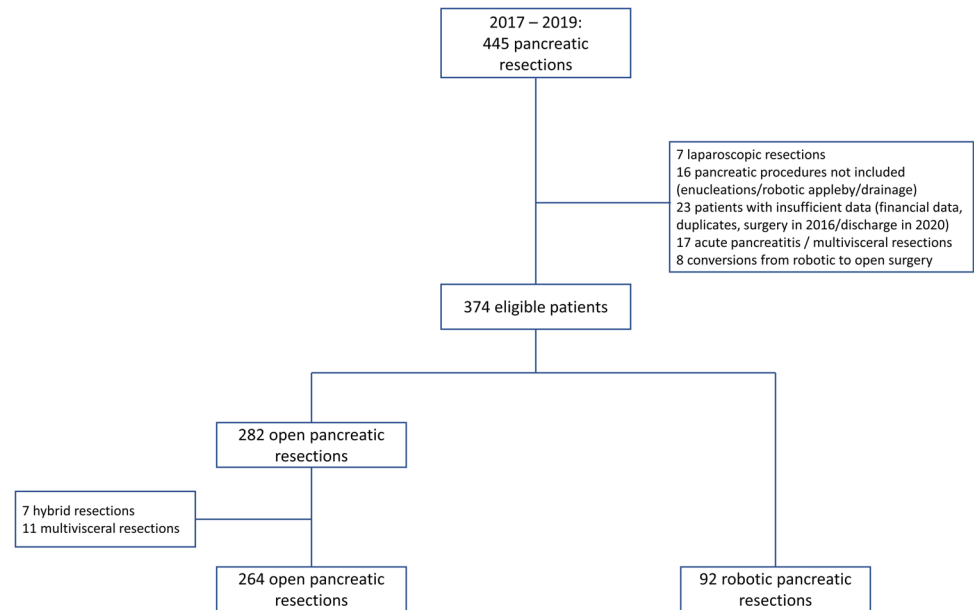 2017 – 2019:
445 pancreatic
resections
7 laparoscopic resections
16 pancreatic procedures not included
(enucleations/robotic appleby/drainage)
23 patients with insufficient data (financial data,
duplicates, surgery in 2016/discharge in 2020)
17 acute pancreatitis / multivisceral resections
8 conversions from robotic to open surgery
374 eligible patients
282 open pancreatic
resections
7 hybrid resections
11 multivisceral resections
264 open pancreatic
resections
92 robotic pancreatic
resections